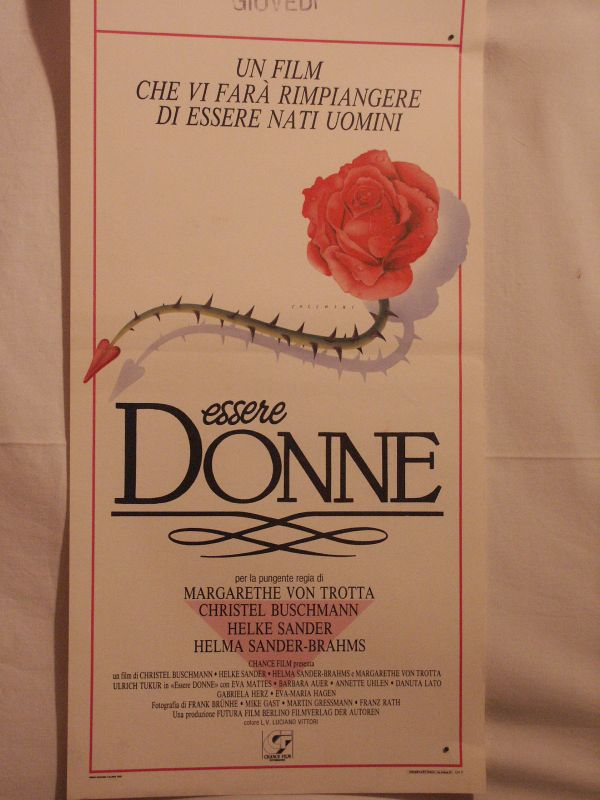 GIOVEDI
UN FILM
CHE VI FARÀ RIMPIANGERE
DI ESSERE NATI UOMINI
essere
DONNE
per la pungente regia di
MARGARETHE VON TROTTA
CHRISTEL BUSCHMANN
HELKE SANDER
HELMA SANDER-BRAHMS
CHANCE FILM presenta
un film di CHRISTEL BUSCHMANN • HELKE SANDER • HELMA SANDER-BRAHMS e MARGARETHE VON TROTTA
ULRICH TUKUR in «Essere DONNE» con EVA MATTES • BARBARA AUER • ANNETTE UHLEN • DANUTA LATO
GABRIELA HERZ • EVA-MARIA HAGEN
Fotografia di FRANK BRÜNHE • MIKE GAST • MARTIN GRESSMANN • FRANZ RATH
Una produzione FUTURA FILM BERLINO FILMVERLAG DER AUTOREN
colore L.V. LUCIANO VITTORI
CHANCE FILM